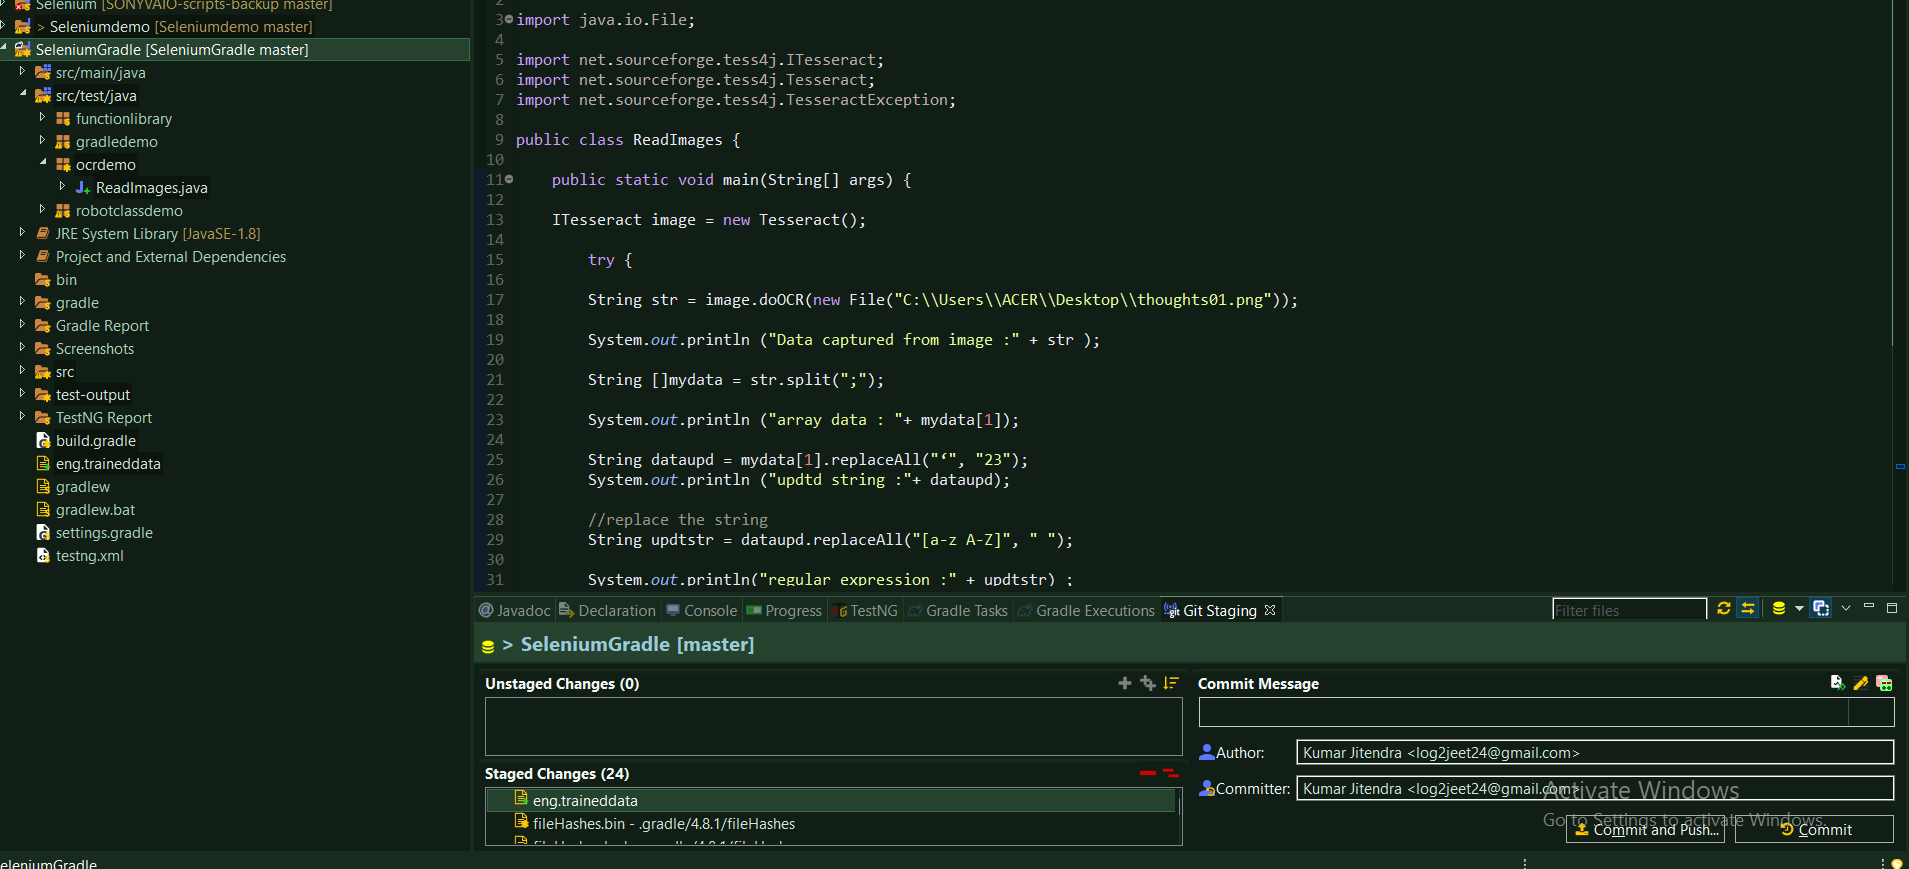 Selenium [SONYVAIO-scripts-backup master]
> Seleniumdemo [Seleniumdemo master]
SeleniumGradle [SeleniumGradle master]
src/main/java
src/test/java
functionlibrary
gradledemo
ocrdemo
ReadImages.java
robotclassdemo
JRE System Library [JavaSE-1.8]
Project and External Dependencies
bin
gradle
Gradle Report
Screenshots
src
test-output
TestNG Report
build.gradle
eng.traineddata
gradlew
gradlew.bat
settings.gradle
testng.xml
2
3 import java.io.File;
4
5 import net.sourceforge.tess4j.ITesseract;
6 import net.sourceforge.tess4j.Tesseract;
7 import net.sourceforge.tess4j.TesseractException;
8
9 public class ReadImages {
10
11 public static void main(String[] args) {
12
13 ITesseract image = new Tesseract();
14
15 try {
16
17 String str = image.doOCR(new File("C:\\Users\\ACER\\Desktop\\thoughts01.png"));
18
19 System.out.println ("Data captured from image :" + str );
20
21 String []mydata = str.split(";");
22
23 System.out.println ("array data : "+ mydata[1]);
24
25 String dataupd = mydata[1].replaceAll("‘", "23");
26 System.out.println ("updtd string :"+ dataupd);
27
28 //replace the string
29 String updtstr = dataupd.replaceAll("[a-z A-Z]", " ");
30
31 System.out.println("regular expression :" + updtstr) ;
Javadoc Declaration Console Progress TestNG Gradle Tasks Gradle Executions Git Staging Filter files
> SeleniumGradle [master]
Unstaged Changes (0)
Staged Changes (24)
eng.traineddata
fileHashes.bin - .gradle/4.8.1/fileHashes
Commit Message
Author: Kumar Jitendra <log2jeet24@gmail.com>
Committer: Kumar Jitendra <log2jeet24@gmail.com>
Activate Windows
Go to Settings to activate Windows.
Commit and Push... Commit
eleniumGradle